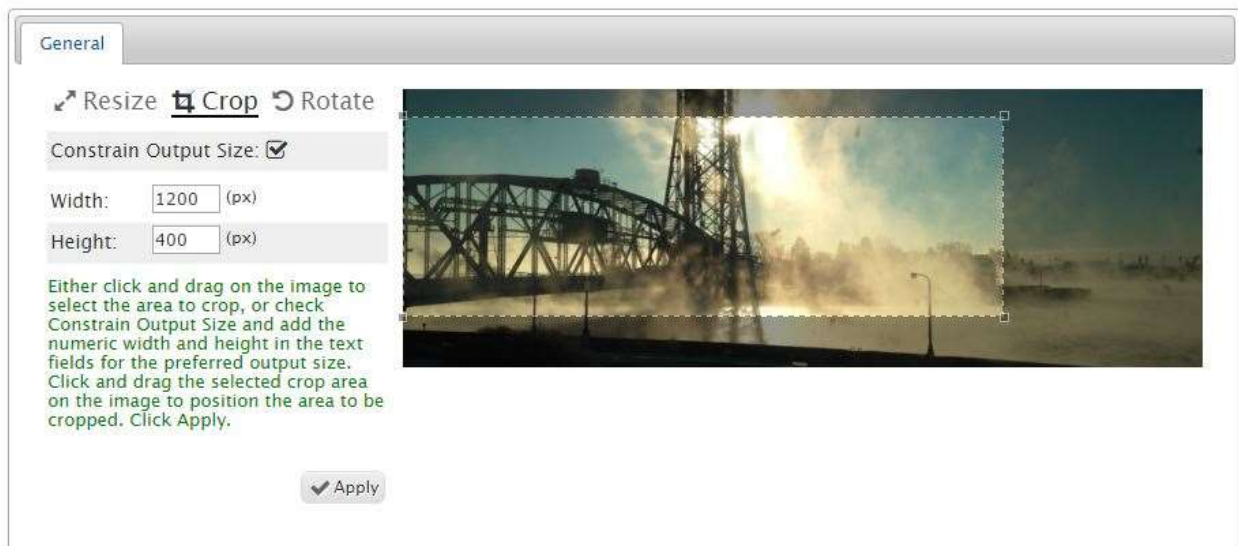 General
Resize Crop Rotate
Constrain Output Size:
Width: 1200 (px)
Height: 400 (px)
Either click and drag on the image to
select the area to crop, or check
Constrain Output Size and add the
numeric width and height in the text
fields for the preferred output size.
Click and drag the selected crop area
on the image to position the area to be
cropped. Click Apply.
Apply